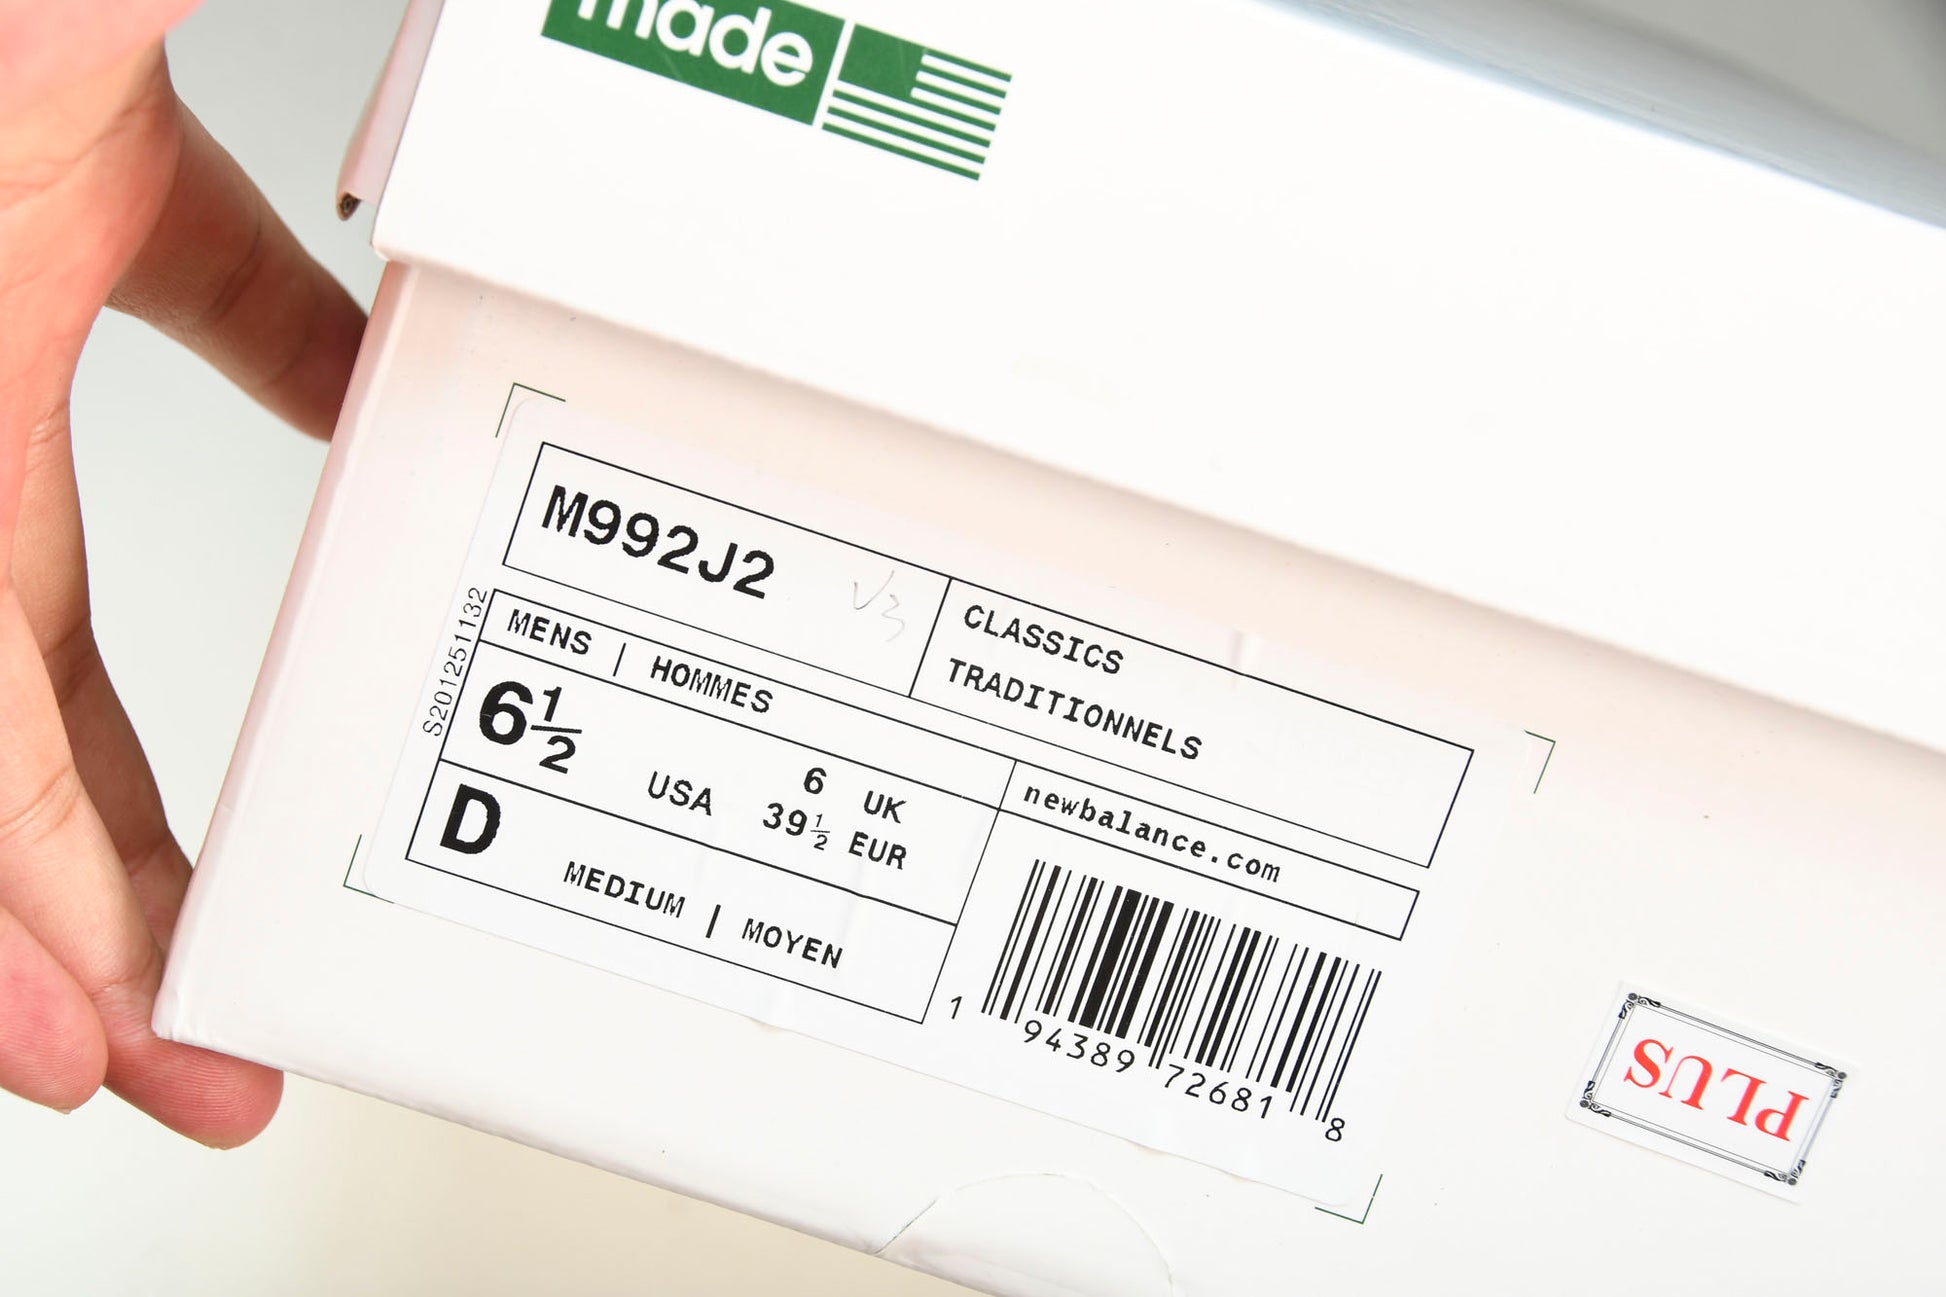 made
M992J2
V3
CLASSICS
TRADITIONNELS
S201251132
MENS | HOMMES
6½ USA 6 UK
39½ EUR
newbalance.com
D MEDIUM | MOYEN
1 94389 72681 8
PLUS